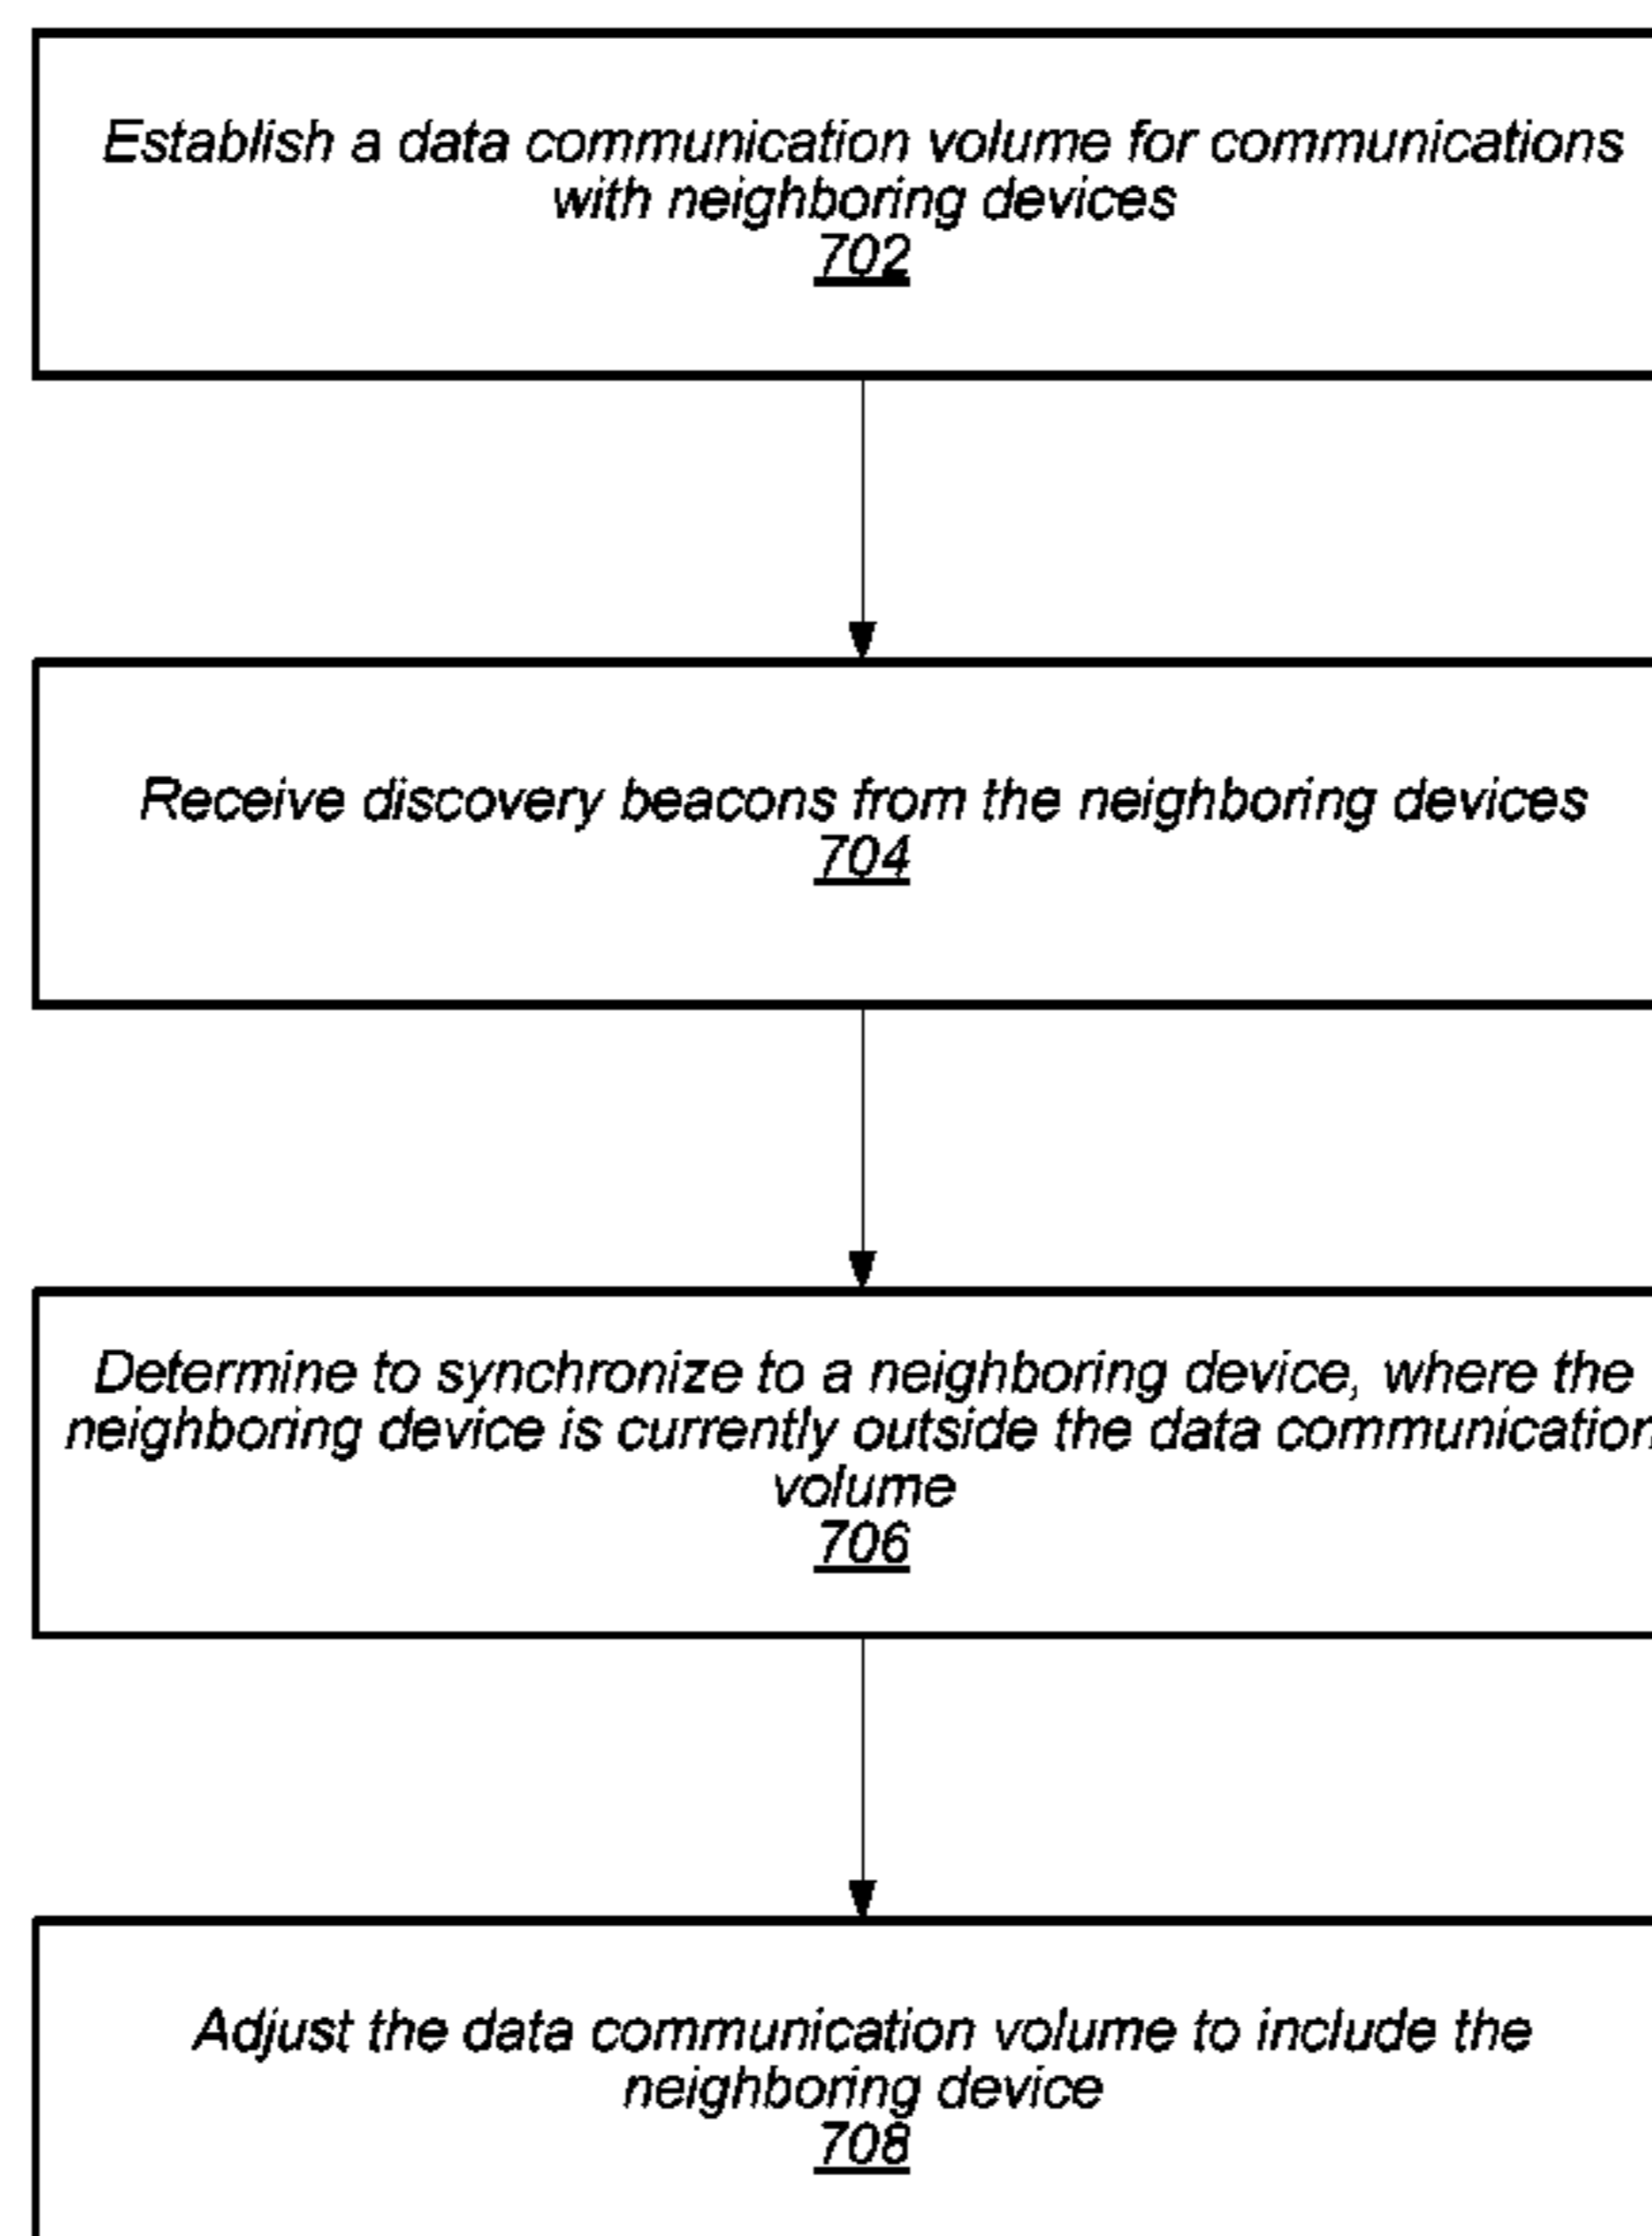 Establish a data communication volume for communications
with neighboring devices
702
Receive discovery beacons from the neighboring devices
704
Determine to synchronize to a neighboring device, where the
neighboring device is currently outside the data communication
volume
706
Adjust the data communication volume to include the
neighboring device
708